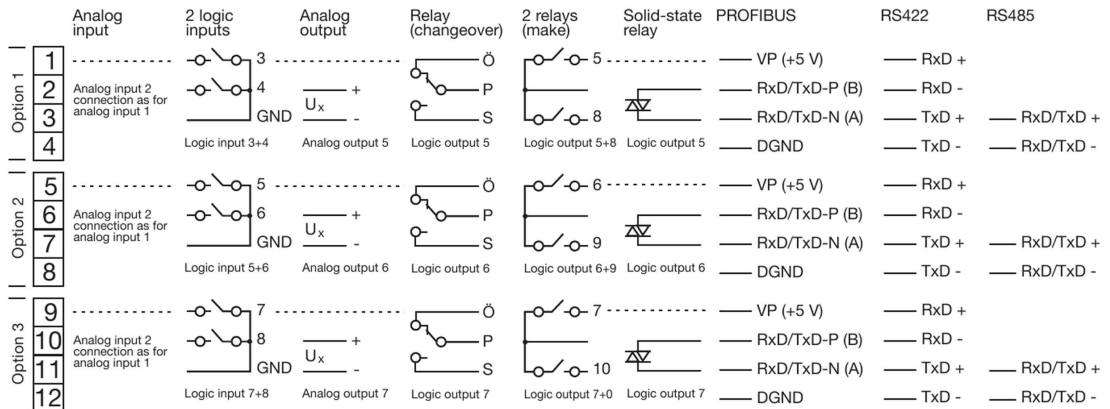 Analog input
2 logic inputs
Analog output
Relay (changeover)
2 relays (make)
Solid-state relay
PROFIBUS
RS422
RS485
Option 1
1
3
Ö
5
VP (+5 V)
RxD +
2
Analog input 2 connection as for analog input 1
4
Ux
+
P
RxD/TxD-P (B)
RxD -
3
GND
-
S
8
RxD/TxD-N (A)
TxD +
RxD/TxD +
4
Logic input 3+4
Analog output 5
Logic output 5
Logic output 5+8
Logic output 5
DGND
TxD -
RxD/TxD -
Option 2
5
5
Ö
6
VP (+5 V)
RxD +
6
Analog input 2 connection as for analog input 1
6
Ux
+
P
RxD/TxD-P (B)
RxD -
7
GND
-
S
9
RxD/TxD-N (A)
TxD +
RxD/TxD +
8
Logic input 5+6
Analog output 6
Logic output 6
Logic output 6+9
Logic output 6
DGND
TxD -
RxD/TxD -
Option 3
9
7
Ö
7
VP (+5 V)
RxD +
10
Analog input 2 connection as for analog input 1
8
Ux
+
P
RxD/TxD-P (B)
RxD -
11
GND
-
S
10
RxD/TxD-N (A)
TxD +
RxD/TxD +
12
Logic input 7+8
Analog output 7
Logic output 7
Logic output 7+0
Logic output 7
DGND
TxD -
RxD/TxD -